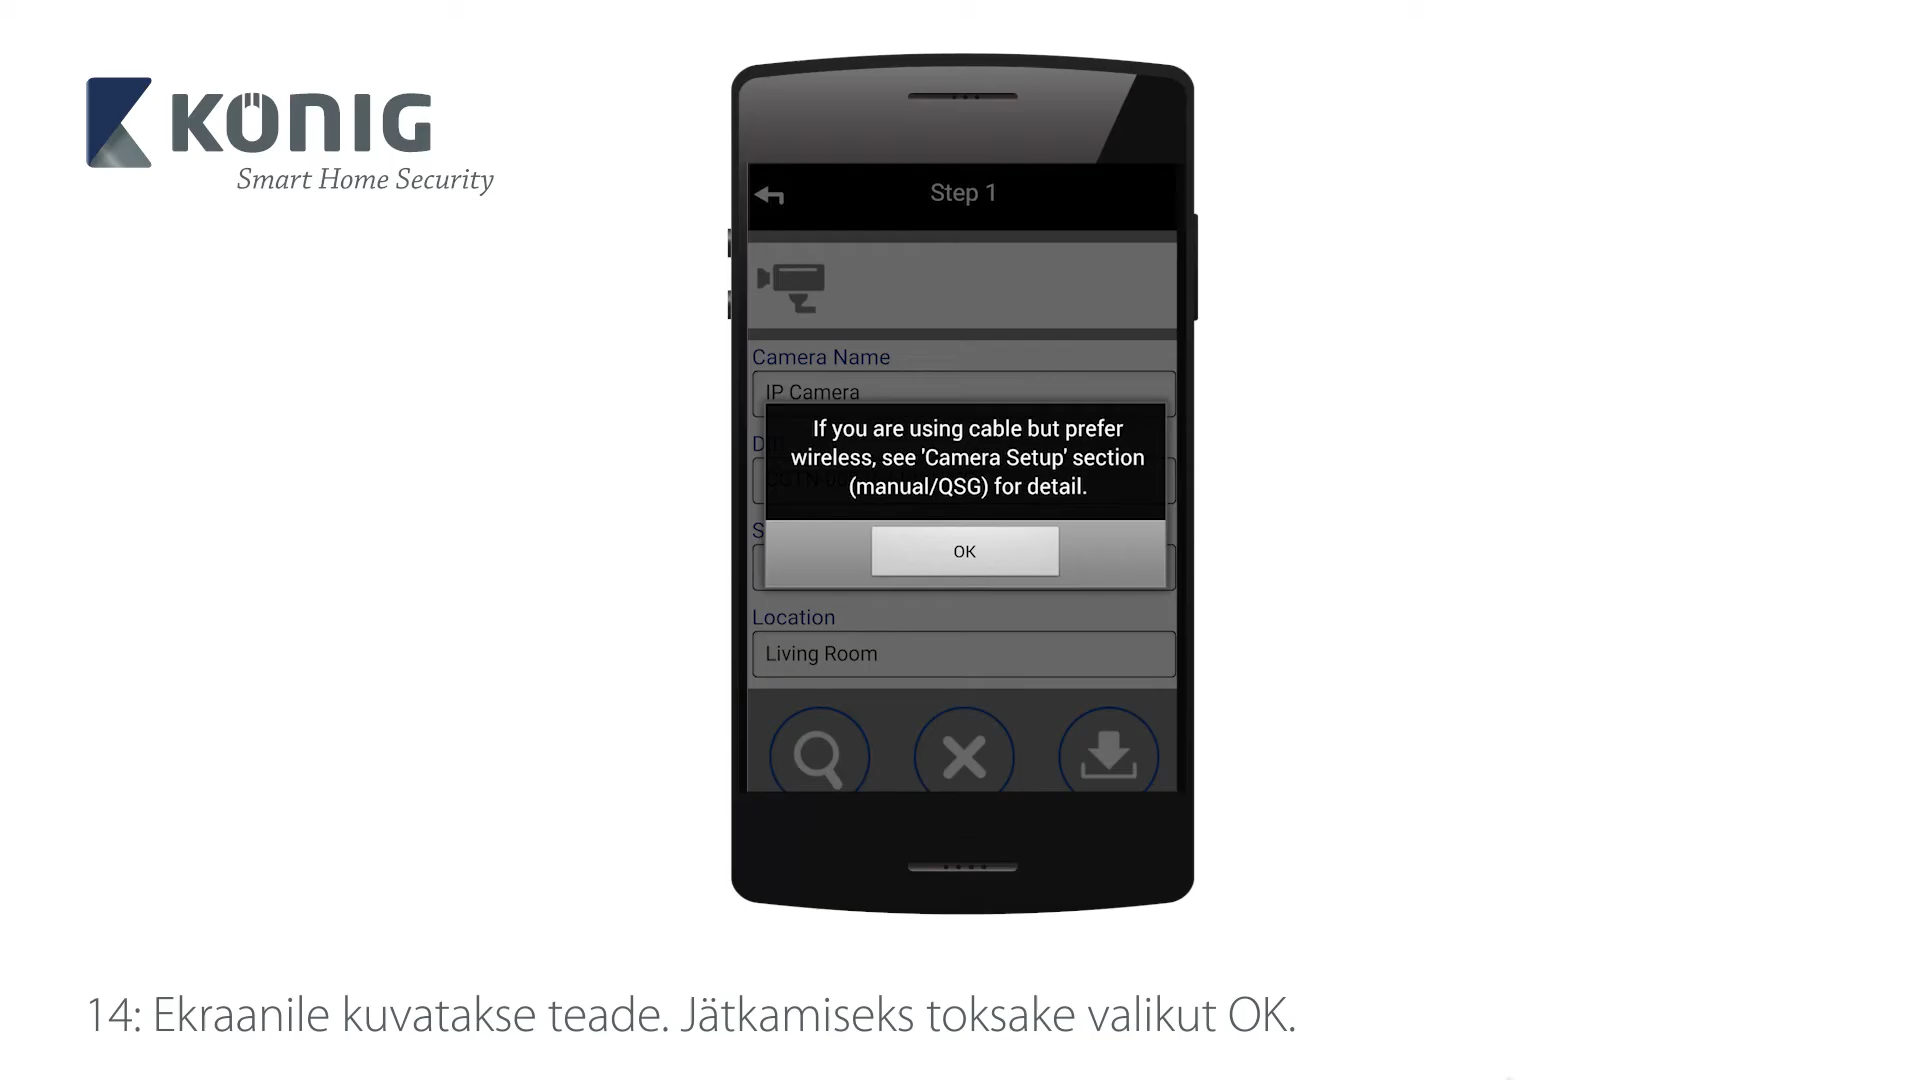 KÖNIG
Smart Home Security
Step 1
Camera Name
IP Camera
If you are using cable but prefer
wireless, see 'Camera Setup' section
(manual/QSG) for detail.
OK
Location
Living Room
14: Ekraanile kuvatakse teade. Jätkamiseks toksake valikut OK.